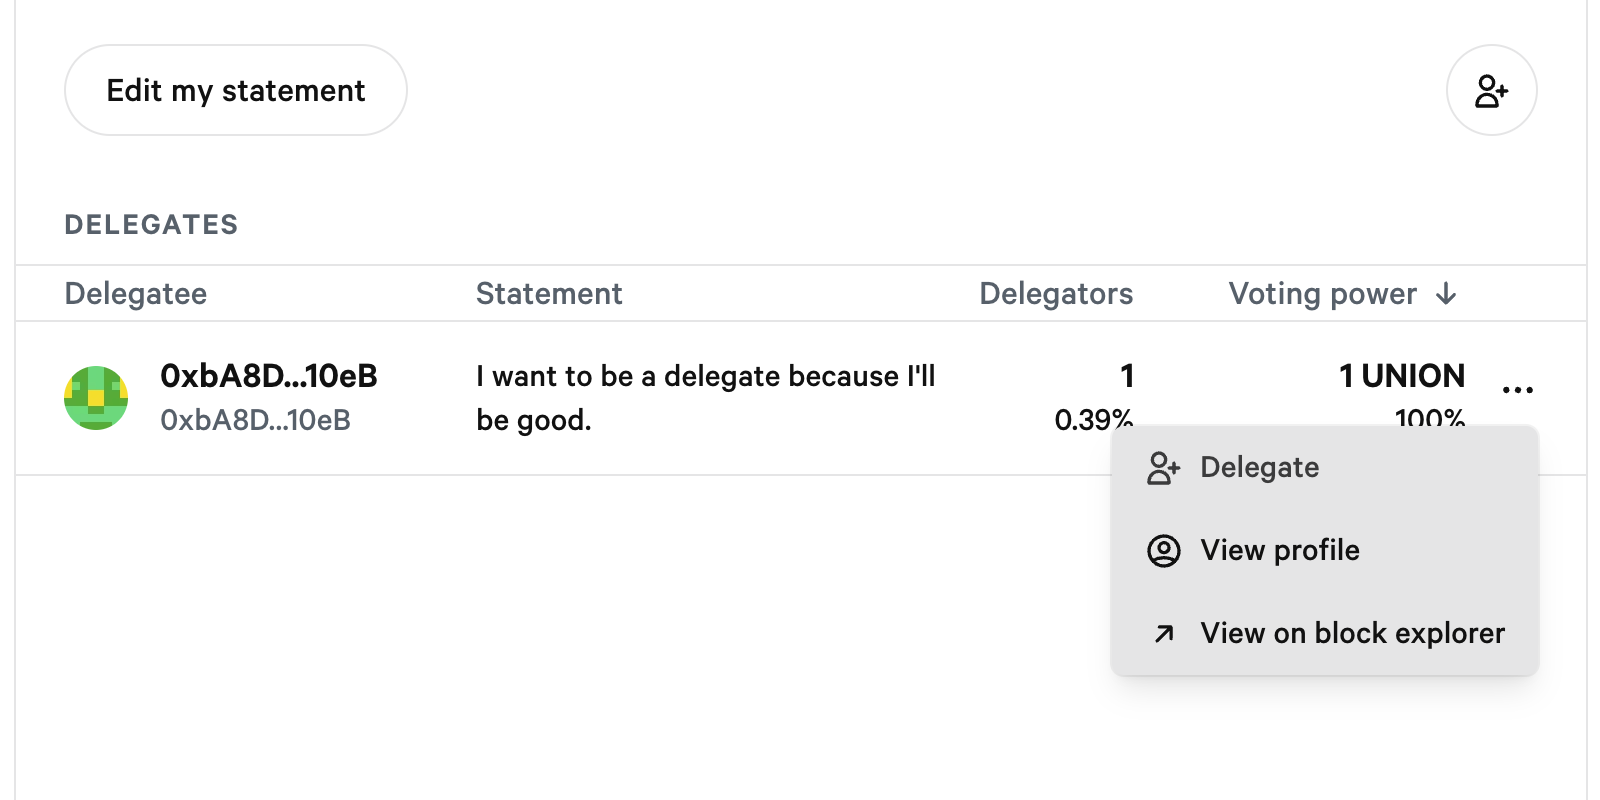 Edit my statement
DELEGATES
Delegatee Statement Delegators Voting power ↓
0xbA8D...10eB I want to be a delegate because I'll 1 1 UNION ...
0xbA8D...10eB be good. 0.39% 100%
Delegate
View profile
View on block explorer